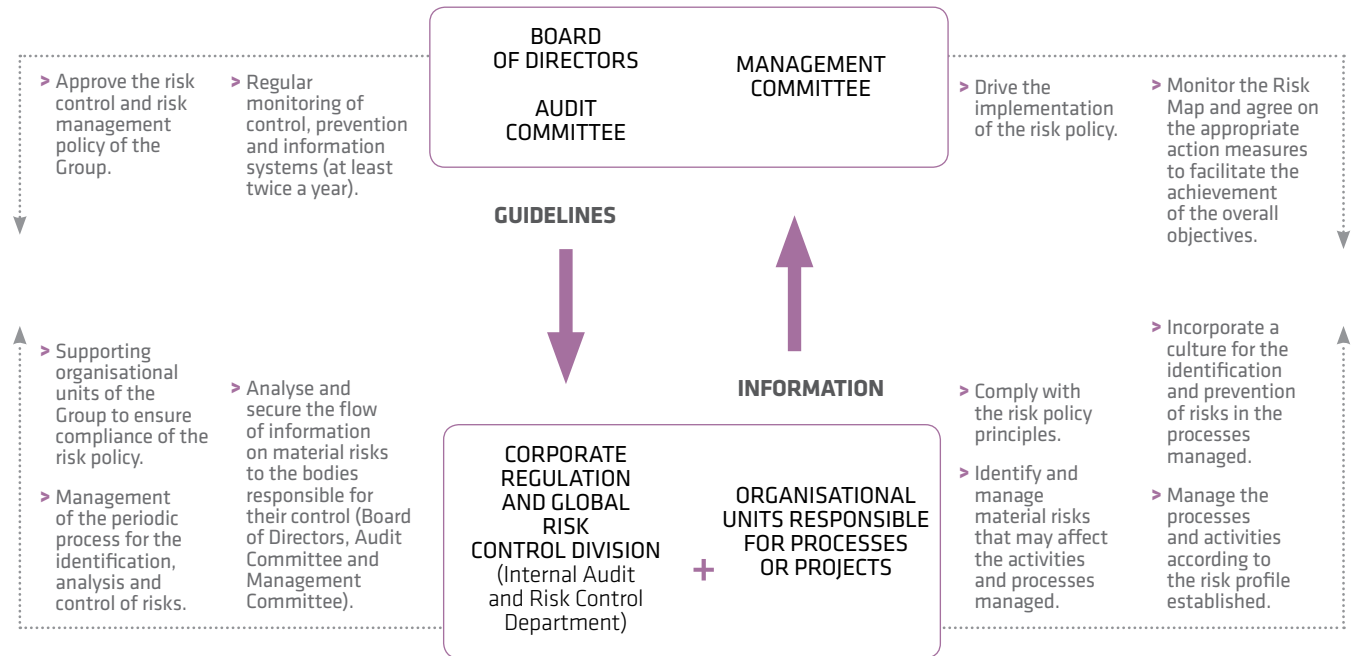 BOARD
OF DIRECTORS
AUDIT
COMMITTEE
MANAGEMENT
COMMITTEE
> Approve the risk
control and risk
management
policy of the
Group.
> Regular
monitoring of
control, prevention
and information
systems (at least
twice a year).
> Drive the
implementation
of the risk policy.
> Monitor the Risk
Map and agree on
the appropriate
action measures
to facilitate the
achievement
of the overall
objectives.
GUIDELINES
INFORMATION
> Supporting
organisational
units of the
Group to ensure
compliance of the
risk policy.
> Management
of the periodic
process for the
identification,
analysis and
control of risks.
> Analyse and
secure the flow
of information
on material risks
to the bodies
responsible for
their control (Board
of Directors, Audit
Committee and
Management
Committee).
CORPORATE
REGULATION
AND GLOBAL
RISK
CONTROL DIVISION
(Internal Audit
and Risk Control
Department)
+
ORGANISATIONAL
UNITS RESPONSIBLE
FOR PROCESSES
OR PROJECTS
> Comply with
the risk policy
principles.
> Identify and
manage
material risks
that may affect
the activities
and processes
managed.
> Incorporate a
culture for the
identification
and prevention
of risks in the
processes
managed.
> Manage the
processes
and activities
according to
the risk profile
established.